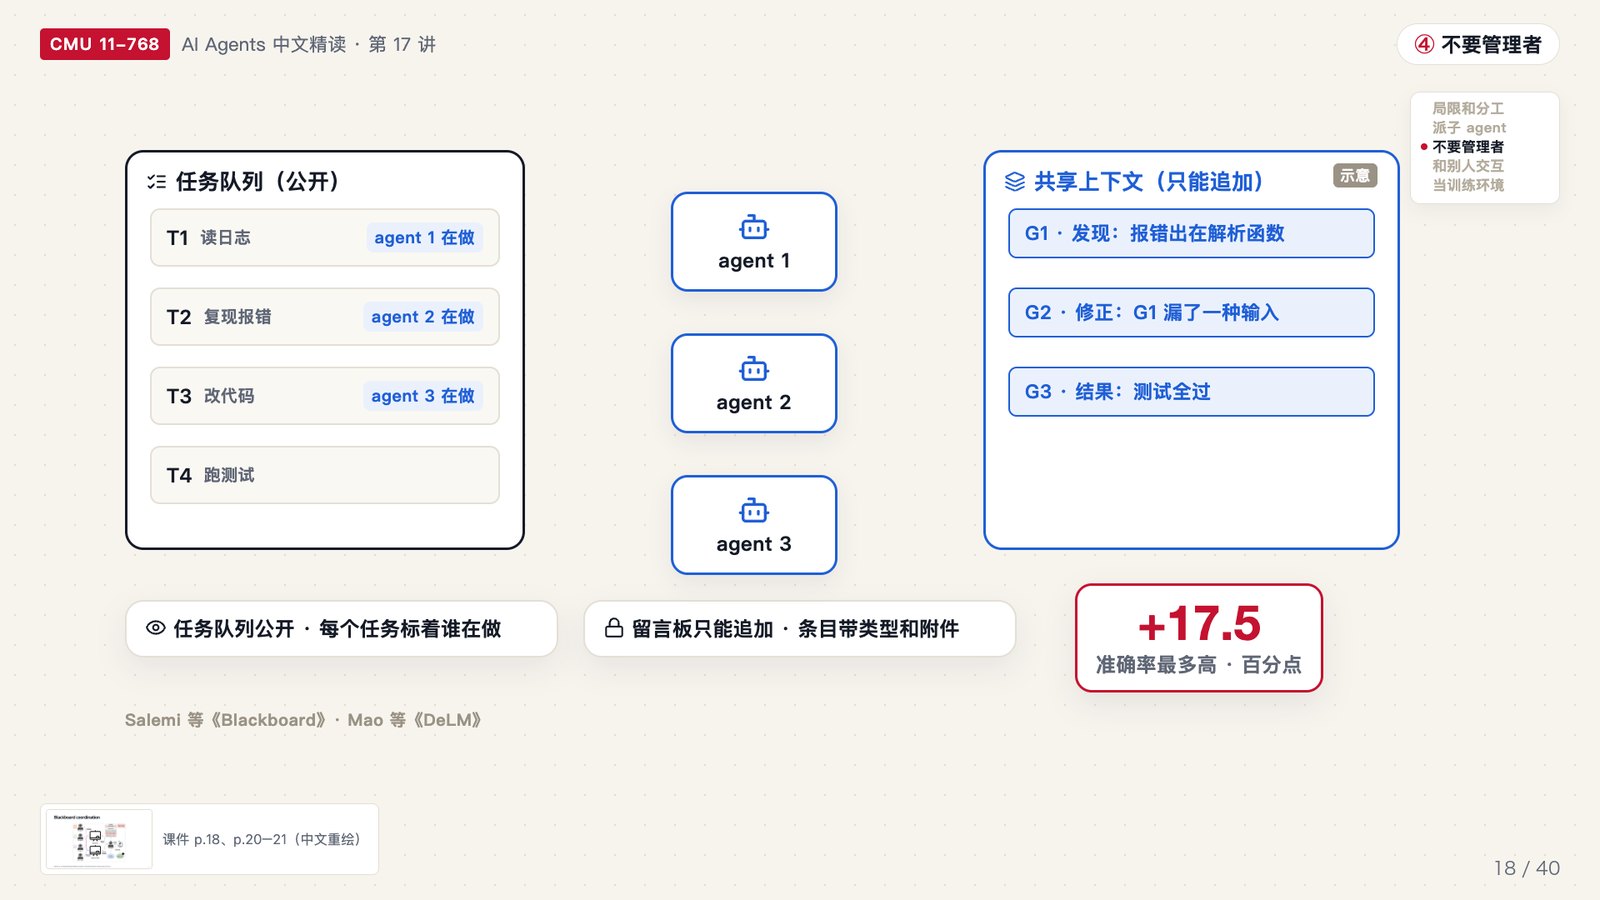 CMU 11-768 AI Agents 中文精读 · 第 17 讲
④ 不要管理者
局限和分工
派子 agent
不要管理者
和别人交互
当训练环境
任务队列（公开）
T1 读日志 agent 1 在做
T2 复现报错 agent 2 在做
T3 改代码 agent 3 在做
T4 跑测试
agent 1
agent 2
agent 3
共享上下文（只能追加） 示意
G1 · 发现：报错出在解析函数
G2 · 修正：G1 漏了一种输入
G3 · 结果：测试全过
任务队列公开 · 每个任务标着谁在做
留言板只能追加 · 条目带类型和附件
+17.5
准确率最多高 · 百分点
Salemi 等《Blackboard》· Mao 等《DeLM》
Blackboard coordination
课件 p.18、p.20—21（中文重绘）
18 / 40